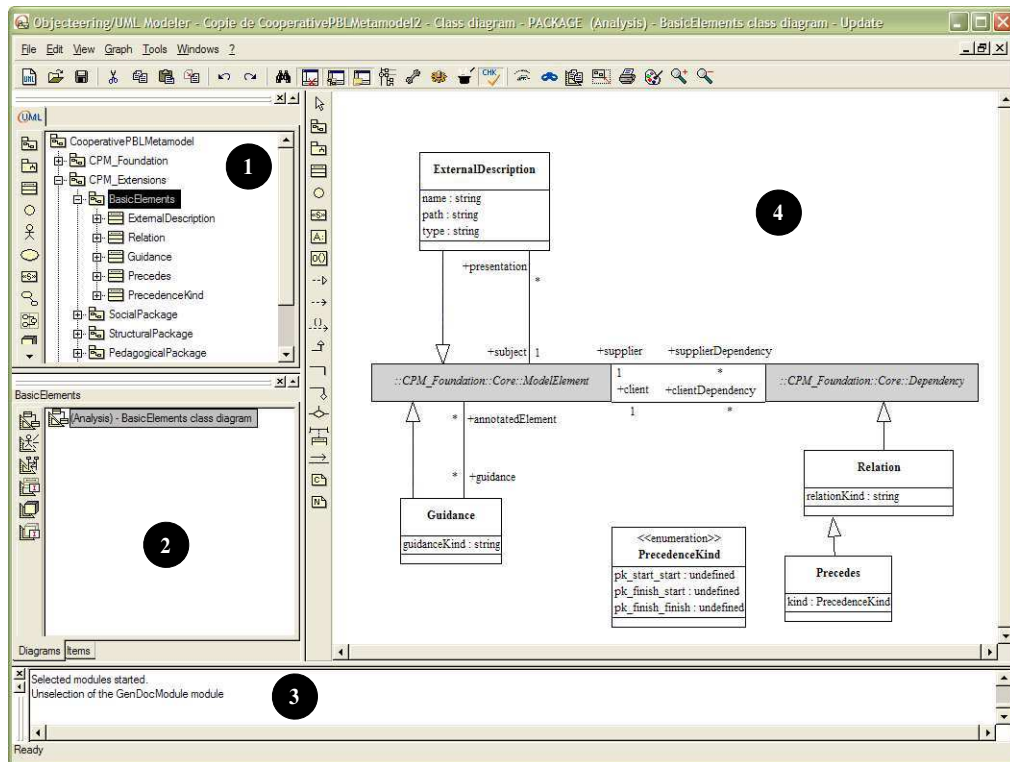 Objecteering/UML Modeler - Copie de CooperativePBLMetamodel2 - Class diagram - PACKAGE (Analysis) - BasicElements class diagram - Update
File Edit View Graph Tools Windows ?
UML
CHK
UML
CooperativePBLMetamodel
CPM_Foundation
CPM_Extensions
BasicElements
ExternalDescription
Relation
Guidance
Precedes
PrecedenceKind
SocialPackage
StructuralPackage
PedagogicalPackage
1
BasicElements
(Analysis) - BasicElements class diagram
2
Diagrams Items
ExternalDescription
name : string
path : string
type : string
4
+presentation
*
+subject 1
+supplier +supplierDependency
1 *
::CPM_Foundation::Core::ModelElement
+client +clientDependency
1 *
::CPM_Foundation::Core::Dependency
* +annotatedElement
* +guidance
Guidance
guidanceKind : string
Relation
relationKind : string
<<enumeration>>
PrecedenceKind
pk_start_start : undefined
pk_finish_start : undefined
pk_finish_finish : undefined
Precedes
kind : PrecedenceKind
Selected modules started.
Unselection of the GenDocModule module
3
Ready